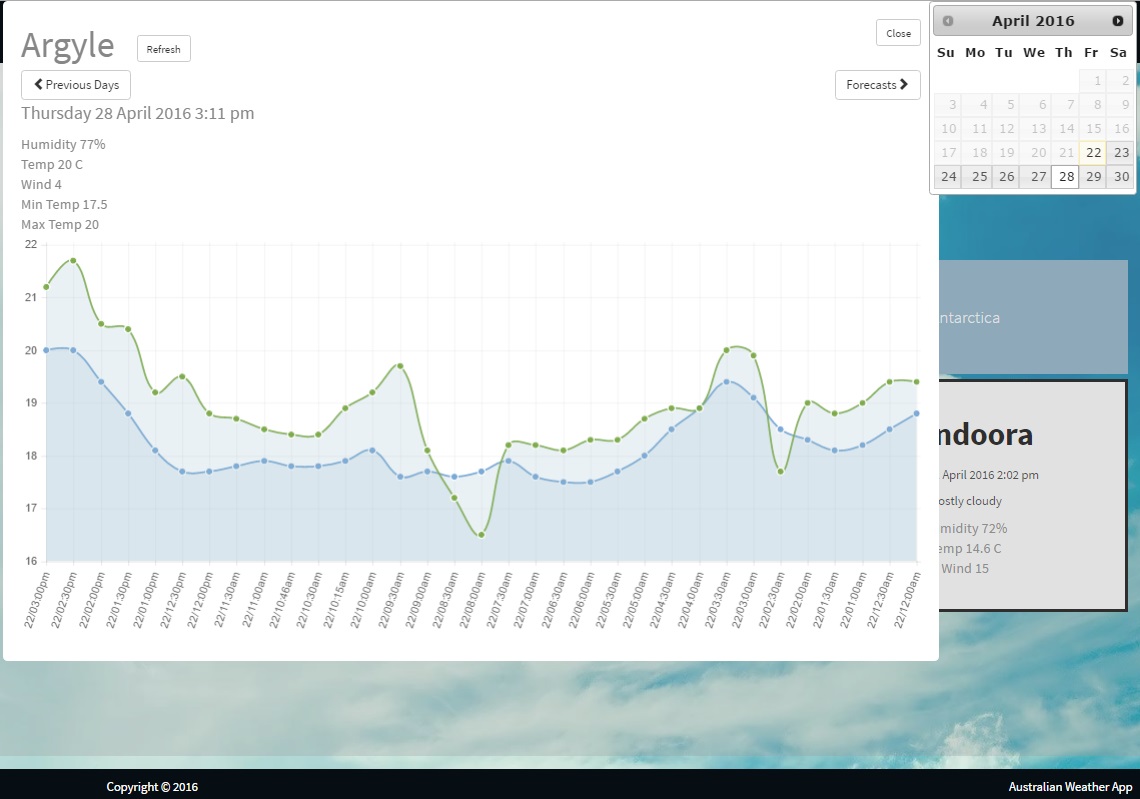 Argyle
Refresh
Close
Previous Days
Forecasts
Thursday 28 April 2016 3:11 pm
Humidity 77%
Temp 20 C
Wind 4
Min Temp 17.5
Max Temp 20
22
21
20
19
18
17
16
22/03:00pm 22/02:30pm 22/02:00pm 22/01:30pm 22/01:00pm 22/12:30pm 22/12:00pm 22/11:30am 22/11:00am 22/10:46am 22/10:30am 22/10:15am 22/10:00am 22/09:30am 22/09:00am 22/08:30am 22/08:00am 22/07:30am 22/07:00am 22/06:30am 22/06:00am 22/05:30am 22/05:00am 22/04:30am 22/04:00am 22/03:30am 22/03:00am 22/02:30am 22/02:00am 22/01:30am 22/01:00am 22/12:30am 22/12:00am
April 2016
Su Mo Tu We Th Fr Sa
1 2
3 4 5 6 7 8 9
10 11 12 13 14 15 16
17 18 19 20 21 22 23
24 25 26 27 28 29 30
ntarctica
ndoora
April 2016 2:02 pm
ostly cloudy
midity 72%
emp 14.6 C
Wind 15
Copyright © 2016
Australian Weather App